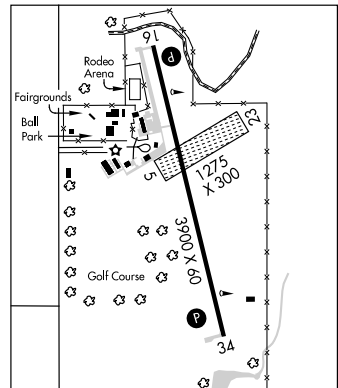 16
P
Rodeo
Arena
Fairgrounds
Ball
Park
23
5
1275
X 300
3900 X 60
Golf Course
P
34